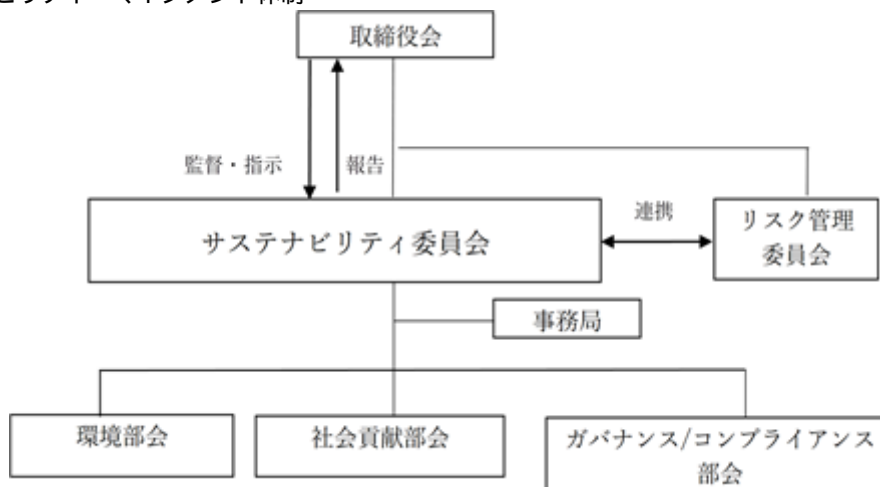 取締役会
監督・指示
報告
連携
サステナビリティ委員会
リスク管理
委員会
事務局
環境部会
社会貢献部会
ガバナンス/コンプライアンス
部会